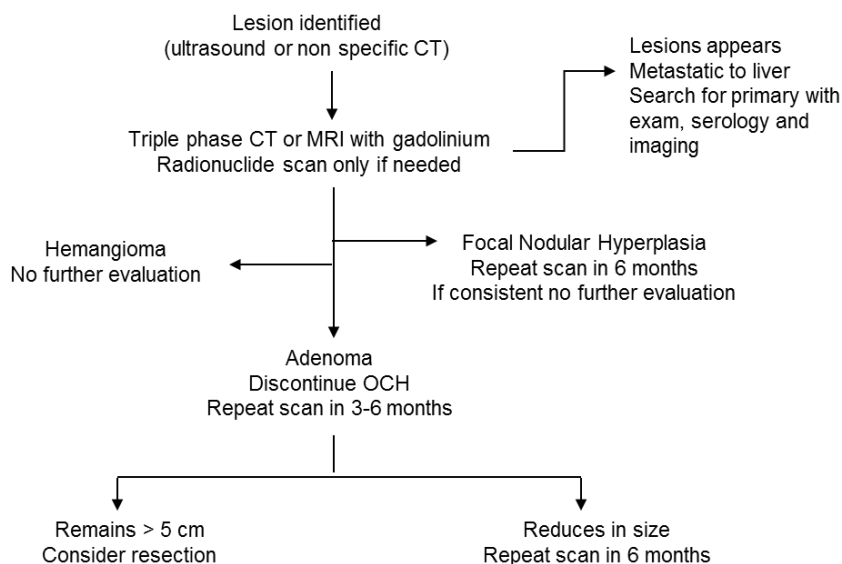 Lesion identified
(ultrasound or non specific CT)
Lesions appears
Metastatic to liver
Search for primary with
exam, serology and
imaging
Triple phase CT or MRI with gadolinium
Radionuclide scan only if needed
Hemangioma
No further evaluation
Focal Nodular Hyperplasia
Repeat scan in 6 months
If consistent no further evaluation
Adenoma
Discontinue OCH
Repeat scan in 3-6 months
Remains > 5 cm
Consider resection
Reduces in size
Repeat scan in 6 months